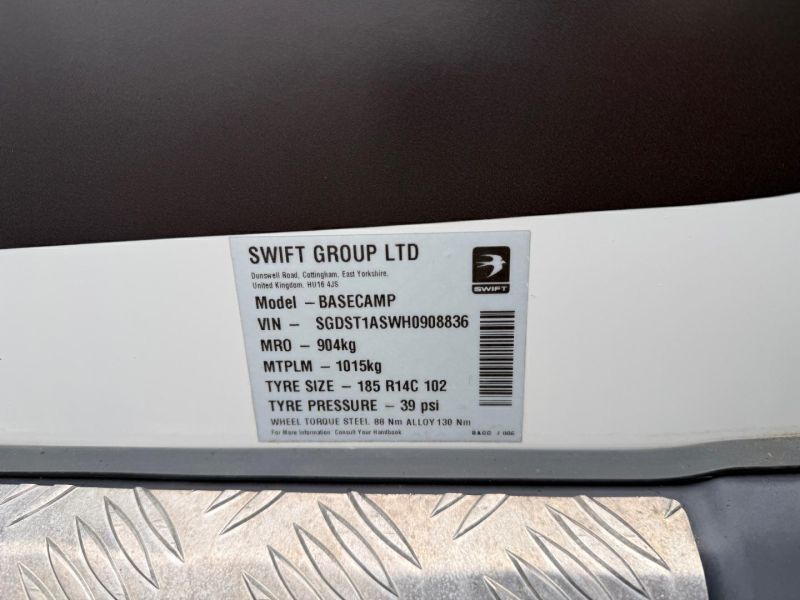 SWIFT GROUP LTD
Dunswell Road, Cottingham, East Yorkshire,
United Kingdom, HU16 4JS
SWIFT
Model – BASECAMP
VIN – SGDST1ASWH0908836
MRO – 904kg
MTPLM – 1015kg
TYRE SIZE – 185 R14C 102
TYRE PRESSURE – 39 psi
WHEEL TORQUE STEEL 88 Nm ALLOY 130 Nm
For More Information Consult Your Handbook